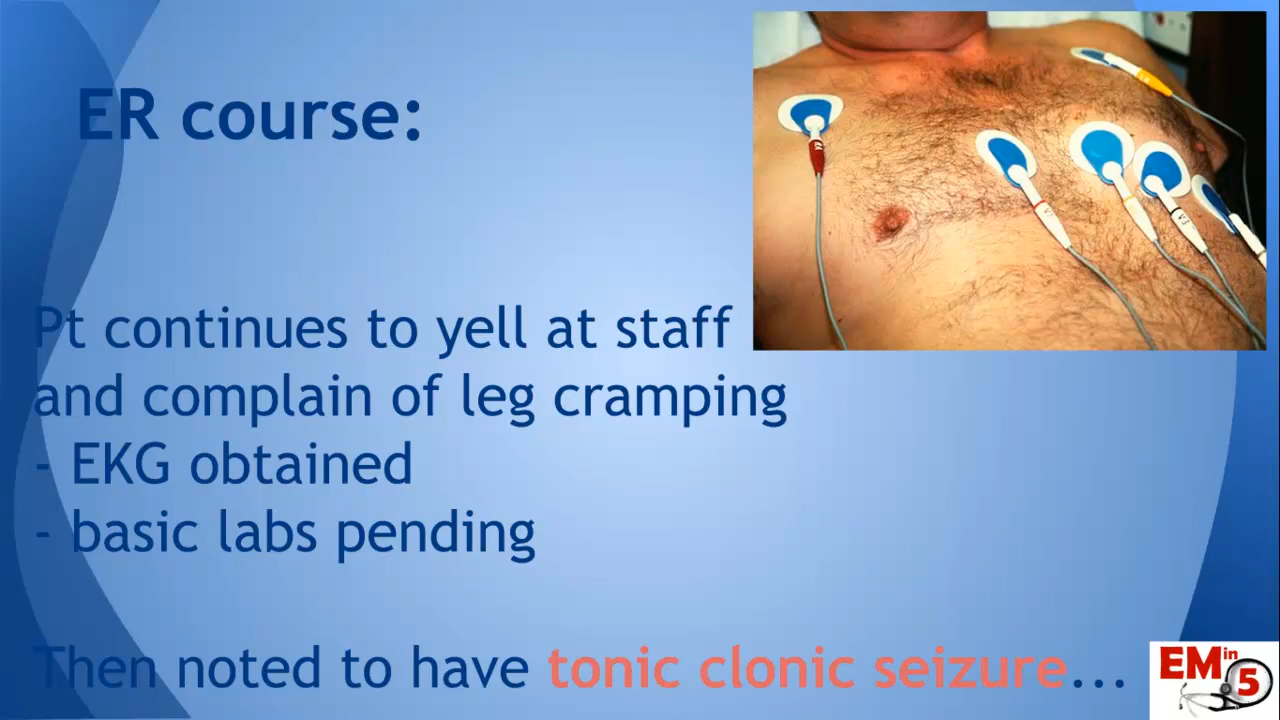 ER course:
Pt continues to yell at staff
and complain of leg cramping
- EKG obtained
- basic labs pending
Then noted to have tonic clonic seizure...
EM in 5